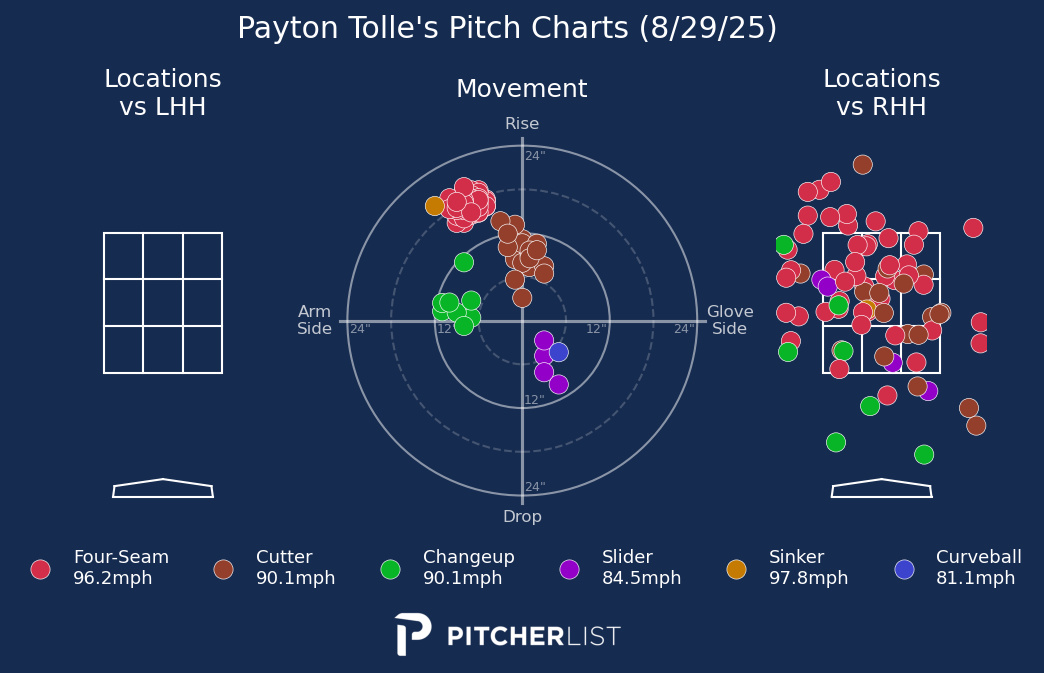 Payton Tolle's Pitch Charts (8/29/25)
Locations
vs LHH
Movement
Locations
vs RHH
Rise
24"
Arm
Side
24"
12"
12"
24"
Glove
Side
12"
24"
Drop
Four-Seam
96.2mph
Cutter
90.1mph
Changeup
90.1mph
Slider
84.5mph
Sinker
97.8mph
Curveball
81.1mph
PITCHERLIST